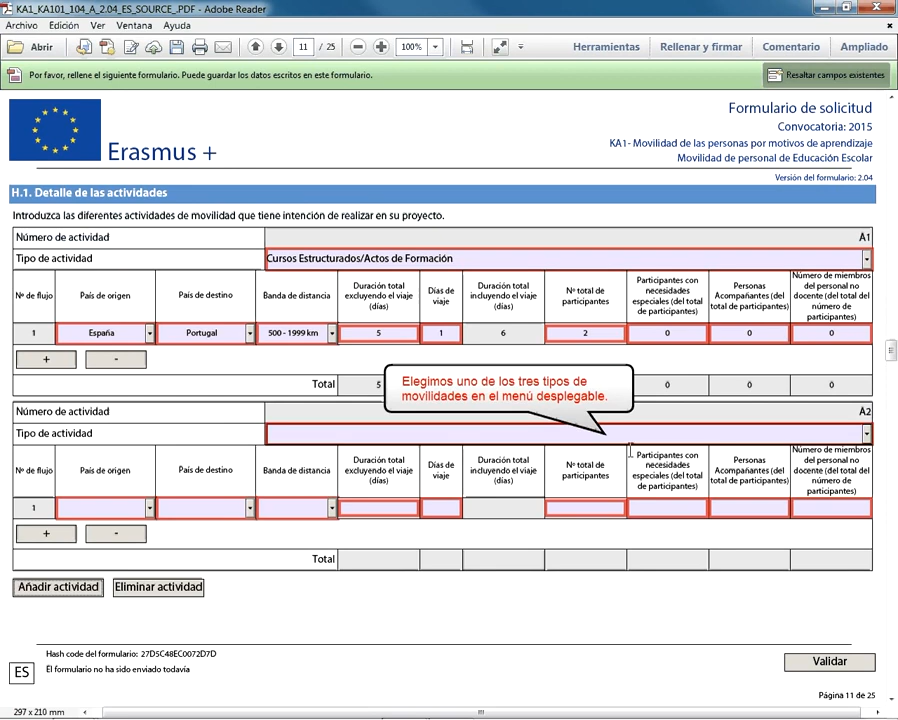 KA1_KA101_104_A_2.04_ES_SOURCE_.PDF - Adobe Reader
Archivo Edición Ver Ventana Ayuda
Abrir 11 / 25 100% Herramientas Rellenar y firmar Comentario Ampliado
Por favor, rellene el siguiente formulario. Puede guardar los datos escritos en este formulario. Resaltar campos existentes
Erasmus +
Formulario de solicitud
Convocatoria: 2015
KA1- Movilidad de las personas por motivos de aprendizaje
Movilidad de personal de Educación Escolar
Versión del formulario: 2.04
H.1. Detalle de las actividades
Introduzca las diferentes actividades de movilidad que tiene intención de realizar en su proyecto.
Número de actividad A1
Tipo de actividad Cursos Estructurados/Actos de Formación
Nº de flujo
País de origen
País de destino
Banda de distancia
Duración total
excluyendo el viaje
(días)
Días de
viaje
Duración total
incluyendo el viaje
(días)
Nº total de
participantes
Participantes con
necesidades
especiales (del total
de participantes)
Personas
Acompañantes (del
total de participantes)
Número de miembros
del personal no
docente (del total del
número de
participantes)
1 España Portugal 500 - 1999 km 5 1 6 2 0 0 0
+ -
Total 5 0 0 0
Elegimos uno de los tres tipos de
movilidades en el menú desplegable.
Número de actividad A2
Tipo de actividad
Nº de flujo
País de origen
País de destino
Banda de distancia
Duración total
excluyendo el viaje
(días)
Días de
viaje
Duración total
incluyendo el viaje
(días)
Nº total de
participantes
Participantes con
necesidades
especiales (del total
de participantes)
Personas
Acompañantes (del
total de participantes)
Número de miembros
del personal no
docente (del total del
número de
participantes)
1
+ -
Total
Añadir actividad Eliminar actividad
Hash code del formulario: 27D5C48EC0072D7D
ES El formulario no ha sido enviado todavía
Validar
Página 11 de 25
297 x 210 mm